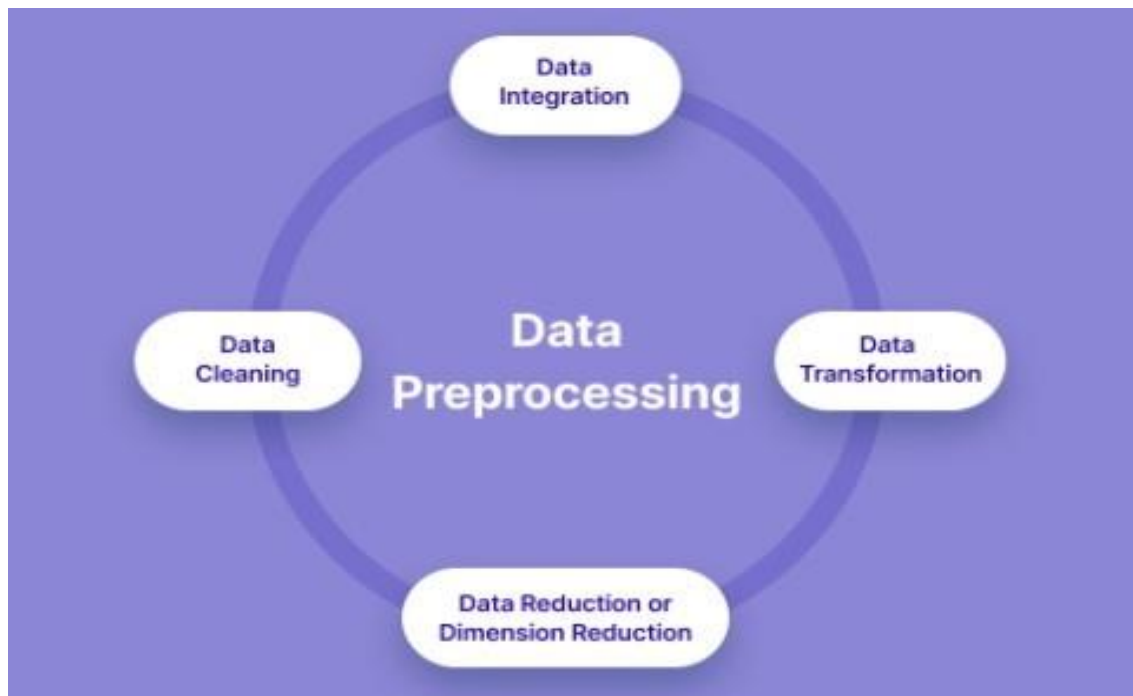 Data
Integration
Data
Cleaning
Data
Preprocessing
Data
Transformation
Data Reduction or
Dimension Reduction